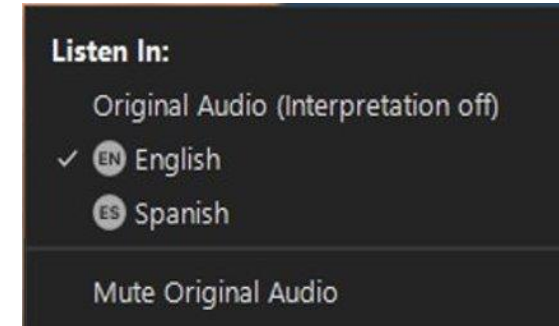 Listen In:
Original Audio (Interpretation off)
EN English
ES Spanish
Mute Original Audio